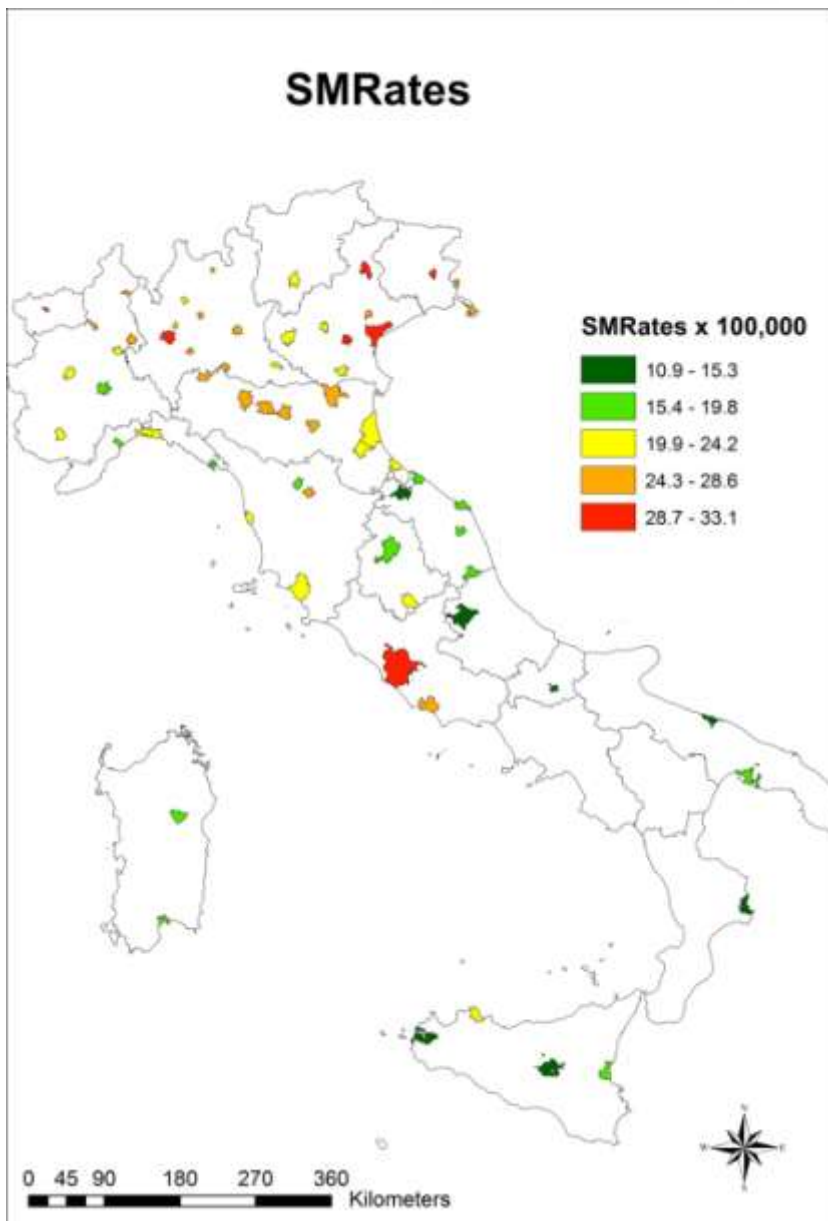 SMRates
SMRates x 100,000
10.9 - 15.3
15.4 - 19.8
19.9 - 24.2
24.3 - 28.6
28.7 - 33.1
N
W E
S
0 45 90 180 270 360
Kilometers